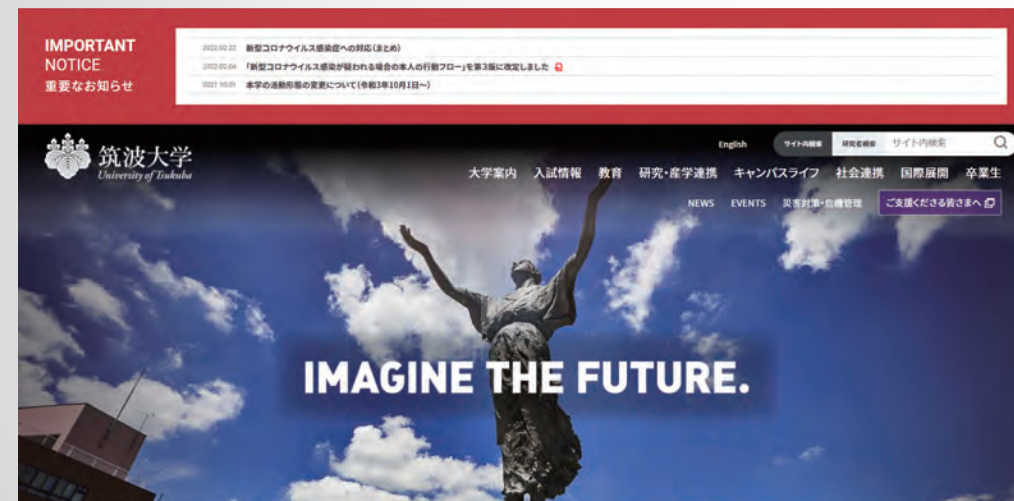 IMPORTANT
NOTICE
重要なお知らせ
2022.02.22 新型コロナウイルス感染症への対応(まとめ)
2022.02.04 「新型コロナウイルス感染が疑われる場合の本人の行動フロー」を第3版に改定しました
2021.10.01 本学の活動形態の変更について(令和3年10月1日～)
筑波大学
University of Tsukuba
English サイト内検索 研究者検索 サイト内検索
大学案内 入試情報 教育 研究・産学連携 キャンパスライフ 社会連携 国際展開 卒業生
NEWS EVENTS 災害対策・危機管理 ご支援くださる皆さまへ
IMAGINE THE FUTURE.